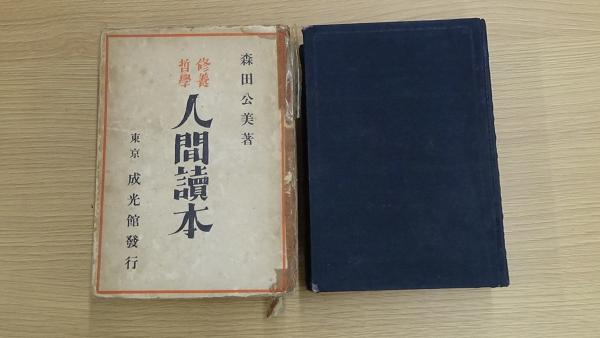 森田公美著
修養
哲學
人間讀本
東京 成光館發行